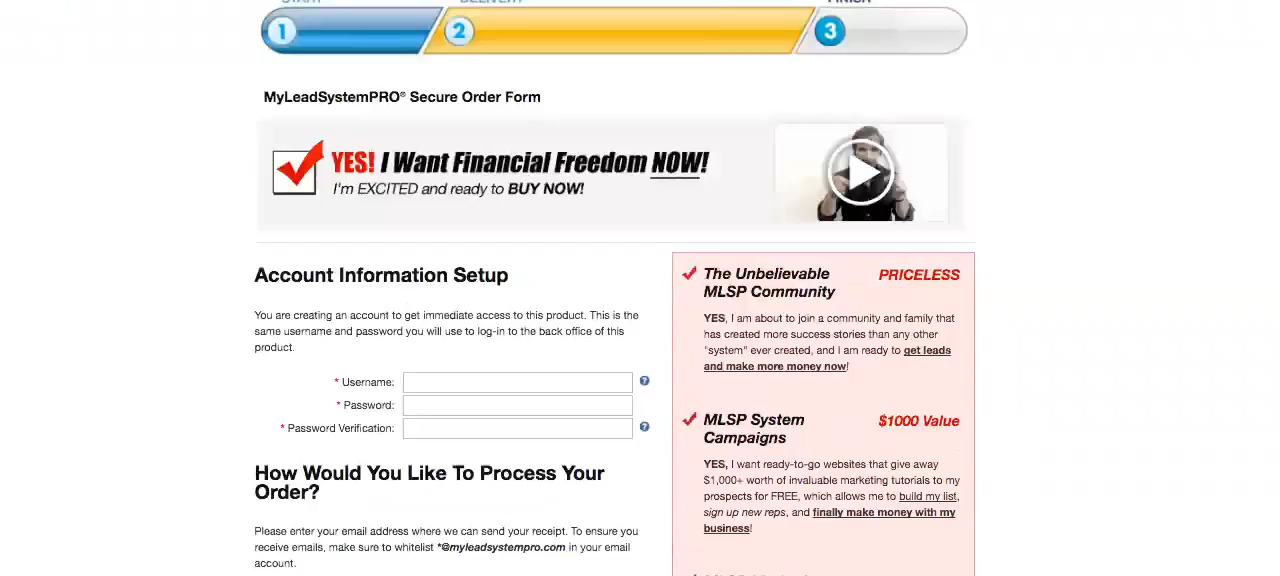 START DELIVERY FINISH
1 2 3
MyLeadSystemPRO® Secure Order Form
YES! I Want Financial Freedom NOW!
I'm EXCITED and ready to BUY NOW!
Account Information Setup
You are creating an account to get immediate access to this product. This is the
same username and password you will use to log-in to the back office of this
product.
* Username:
* Password:
* Password Verification:
How Would You Like To Process Your
Order?
Please enter your email address where we can send your receipt. To ensure you
receive emails, make sure to whitelist *@myleadsystempro.com in your email
account.
The Unbelievable PRICELESS
MLSP Community
YES, I am about to join a community and family that
has created more success stories than any other
"system" ever created, and I am ready to get leads
and make more money now!
MLSP System $1000 Value
Campaigns
YES, I want ready-to-go websites that give away
$1,000+ worth of invaluable marketing tutorials to my
prospects for FREE, which allows me to build my list,
sign up new reps, and finally make money with my
business!